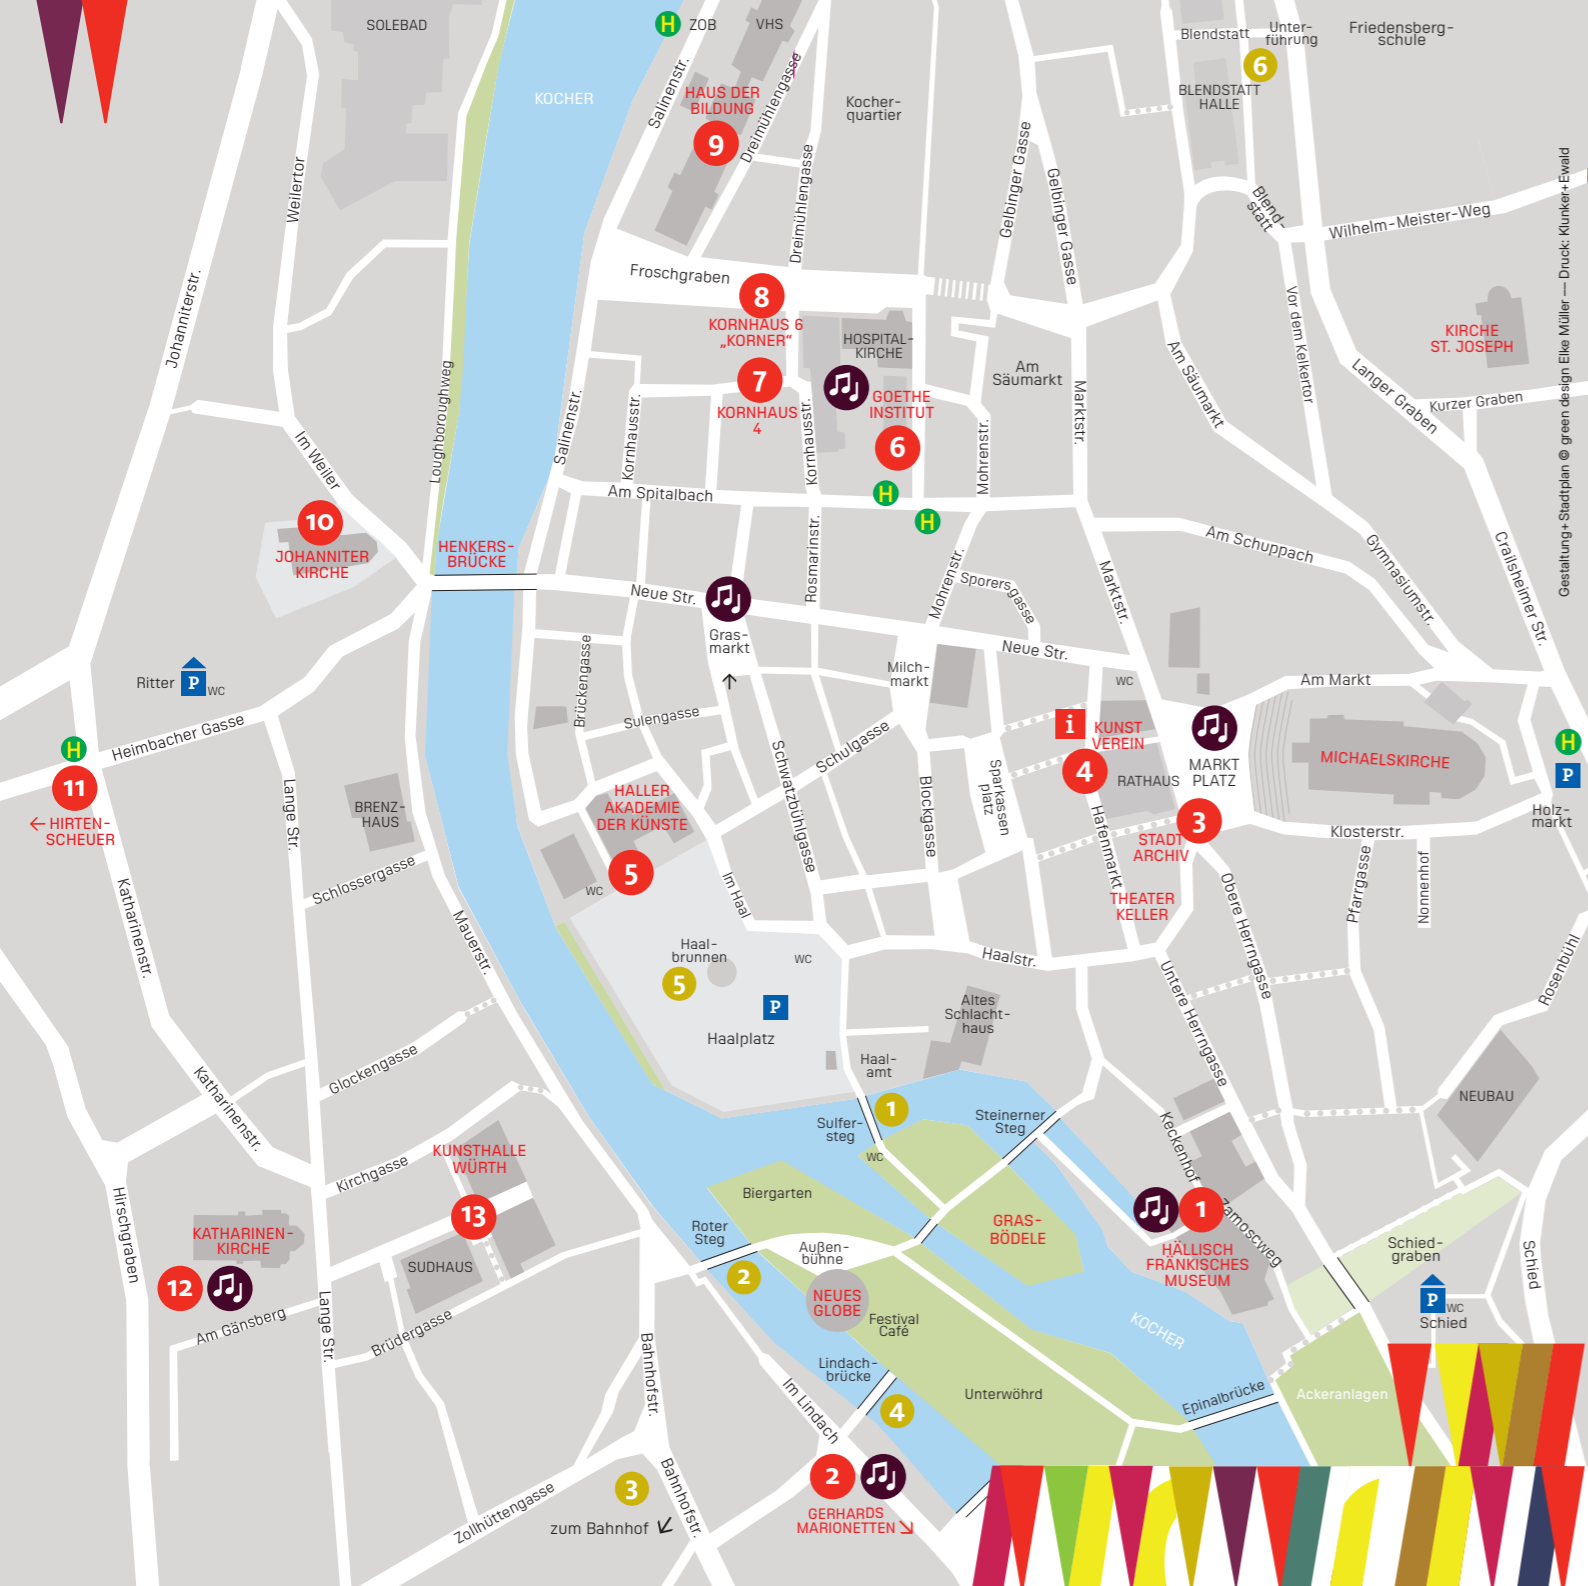 SOLEBAD
H ZOB
VHS
KOCHER
Salinenstr.
HAUS DER
BILDUNG
9
Dreimühlengasse
Kocher-
quartier
Dreimühlengasse
Gelbinger Gasse
Gelbinger Gasse
Blendstatt
Unter-
führung
6
BLENDSTATT
HALLE
Friedensberg-
schule
Blend-
statt
Wilhelm-Meister-Weg
Gestaltung+ Stadtplan © green design Elke Müller — Druck: Klunker+Ewald
Weilertor
Johanniterstr.
Froschgraben
8
KORNHAUS 6
„KORNER“
7
KORNHAUS
4
HOSPITAL-
KIRCHE
GOETHE
INSTITUT
6
Am
Säumarkt
Marktstr.
Am Säumarkt
Vor dem Kelkertor
KIRCHE
ST. JOSEPH
Langer Graben
Kurzer Graben
Loughboroughweg
Salinenstr.
Kornhausstr.
Kornhausstr.
Mohrenstr.
Im Weiler
Am Spitalbach
H
H
10
JOHANNITER
KIRCHE
HENKERS-
BRÜCKE
Neue Str.
Rosmarinstr.
Mohrenstr.
Sporersgasse
Marktstr.
Am Schuppach
Gymnasiumstr.
Crailsheimer Str.
Gras-
markt
Neue Str.
Milch-
markt
WC
Am Markt
Ritter P WC
Brückengasse
Sulengasse
Schulgasse
Schwatzbühlgasse
i
KUNST
VEREIN
4
RATHAUS
MARKT
PLATZ
MICHAELSKIRCHE
H
P
Holz-
markt
H
Heimbacher Gasse
11
HIRTEN-
SCHEUER
Lange Str.
BRENZ-
HAUS
HALLER
AKADEMIE
DER KÜNSTE
5
WC
Blockgasse
Sparkassen
platz
Hafenmarkt
3
STADT
ARCHIV
Klosterstr.
THEATER
KELLER
Obere Herrngasse
Pfarrgasse
Nonnenhof
Schlossergasse
Katharinenstr.
Mauerstr.
Im Haal
Haal-
brunnen
5
WC
P
Haalplatz
Haalstr.
Altes
Schlacht-
haus
Untere Herrngasse
Rosenbühl
Haal-
amt
Glockengasse
Katharinenstr.
1
Sulfer-
steg
WC
Steinerner
Steg
Keckenhof
NEUBAU
Kirchgasse
KUNSTHALLE
WÜRTH
13
Biergarten
GRAS-
BÖDELE
1
HÄLLISCH
FRÄNKISCHES
MUSEUM
Zamoscweg
Hirschgraben
KATHARINEN-
KIRCHE
12
SUDHAUS
Roter
Steg
2
Außen-
bühne
NEUES
GLOBE
Festival
Café
KOCHER
Schied-
graben
P WC
Schied
Schied
Am Gänsberg
Lange Str.
Brüdergasse
Bahnhofstr.
Im Lindach
Lindach-
brücke
4
Unterwöhrd
Epinalbrücke
Ackeranlagen
Zollhüttengasse
3
zum Bahnhof
Bahnhofstr.
2
GERHARDS
MARIONETTEN